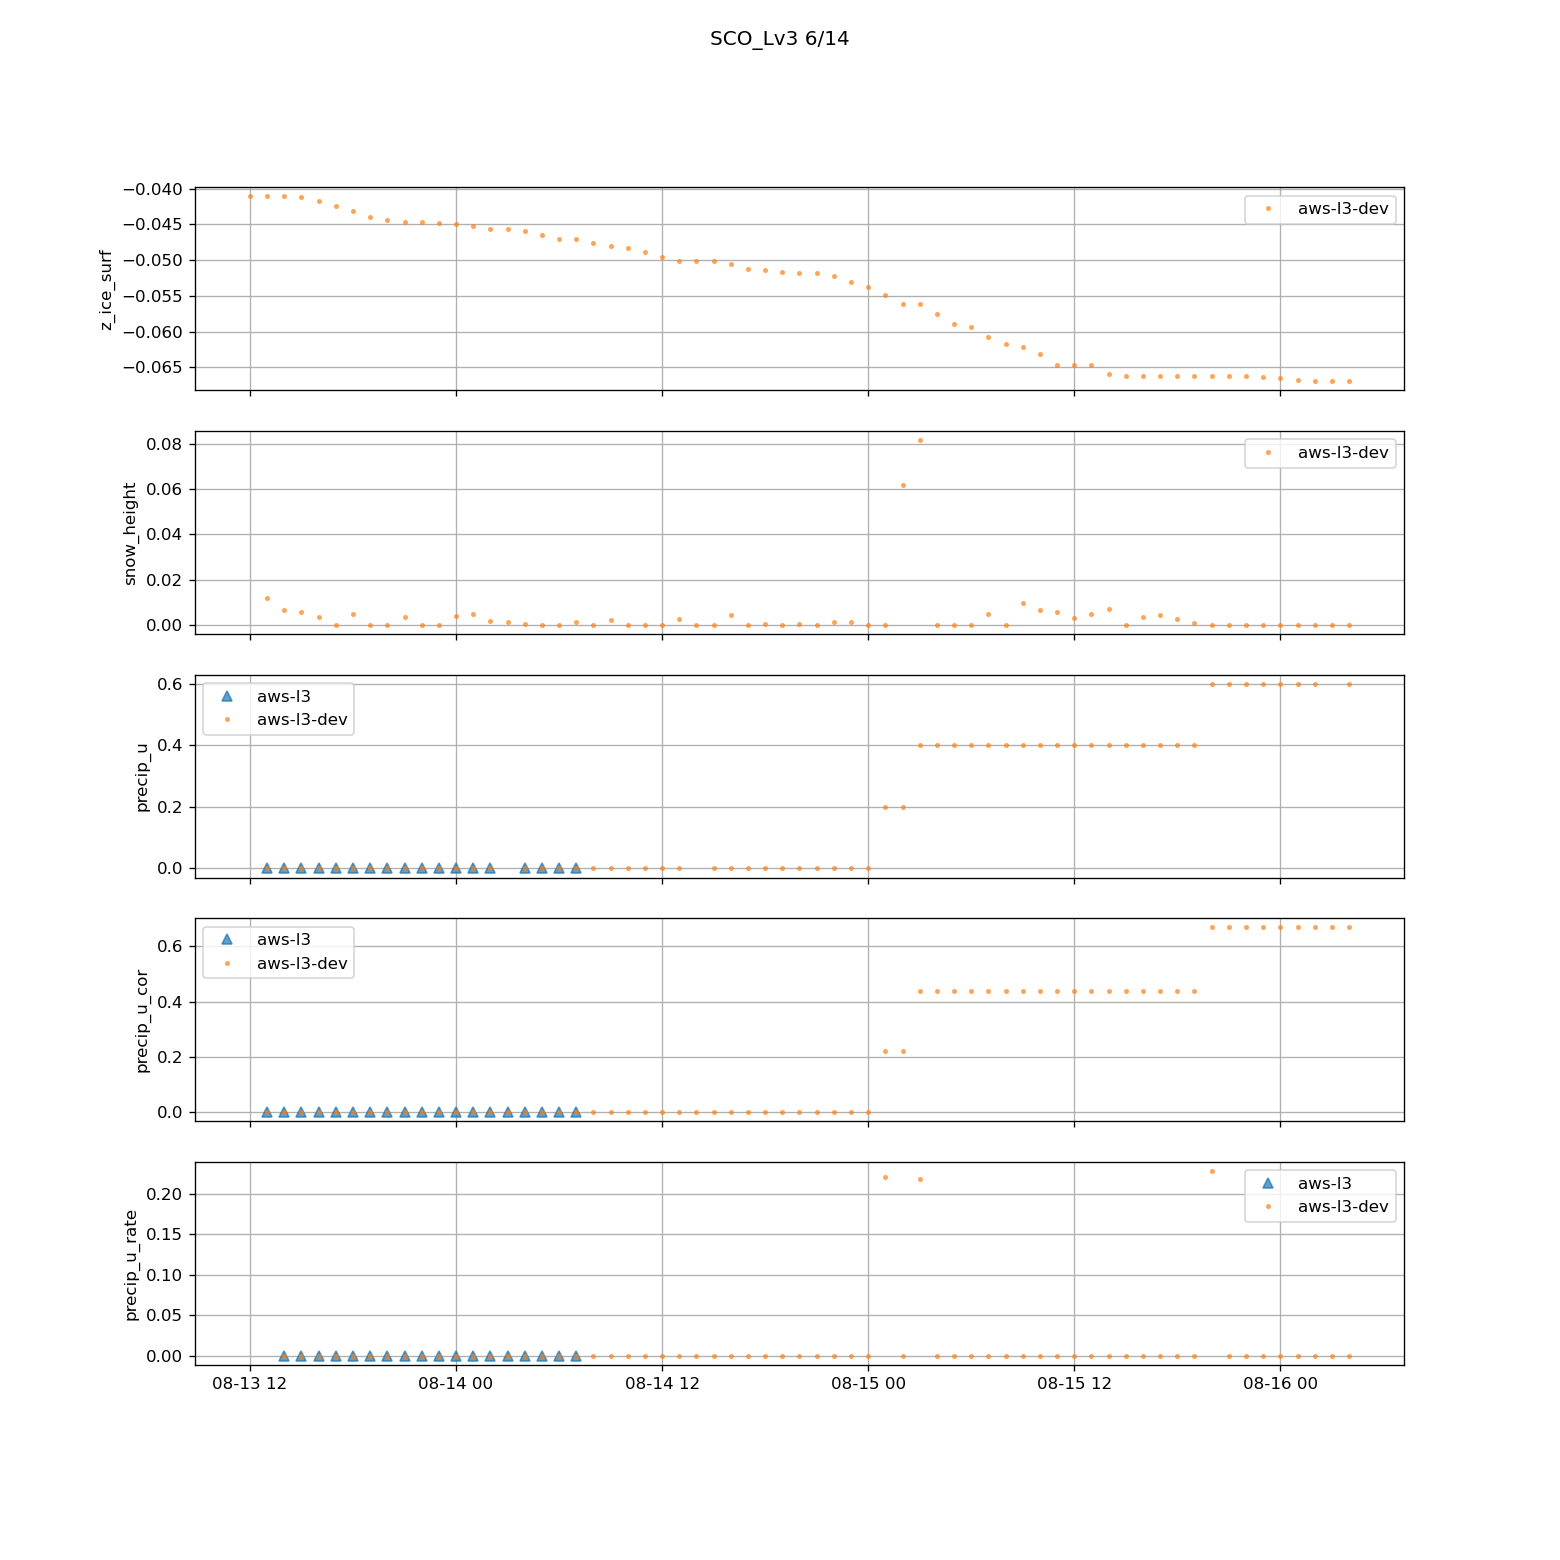 SCO_Lv3 6/14
−0.040
−0.045
−0.050
−0.055
−0.060
−0.065
z_ice_surf
aws-l3-dev
0.08
0.06
0.04
0.02
0.00
snow_height
aws-l3-dev
0.6
0.4
0.2
0.0
precip_u
aws-l3
aws-l3-dev
0.6
0.4
0.2
0.0
precip_u_cor
aws-l3
aws-l3-dev
0.20
0.15
0.10
0.05
0.00
precip_u_rate
aws-l3
aws-l3-dev
08-13 12
08-14 00
08-14 12
08-15 00
08-15 12
08-16 00